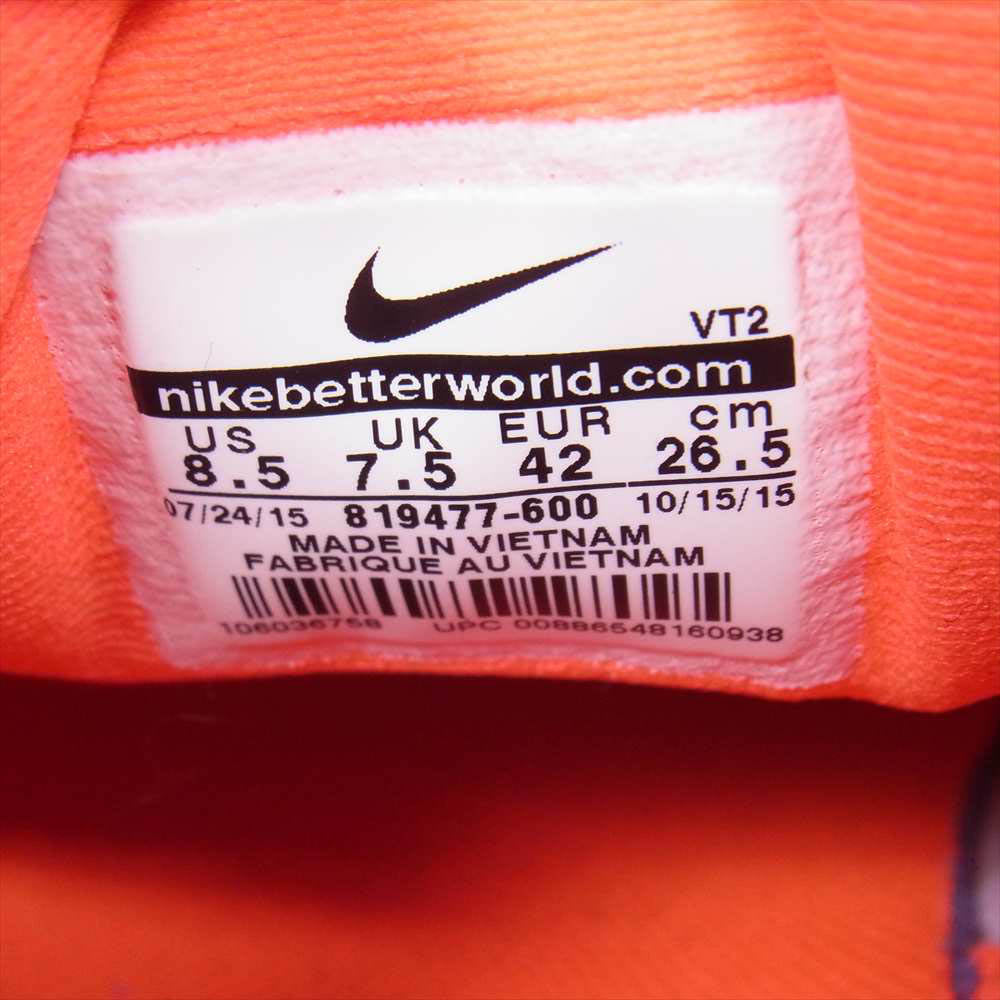 VT2
nikebetterworld.com
US UK EUR cm
8.5 7.5 42 26.5
07/24/15 819477-600 10/15/15
MADE IN VIETNAM
FABRIQUE AU VIETNAM
106036758 UPC 00886548160938